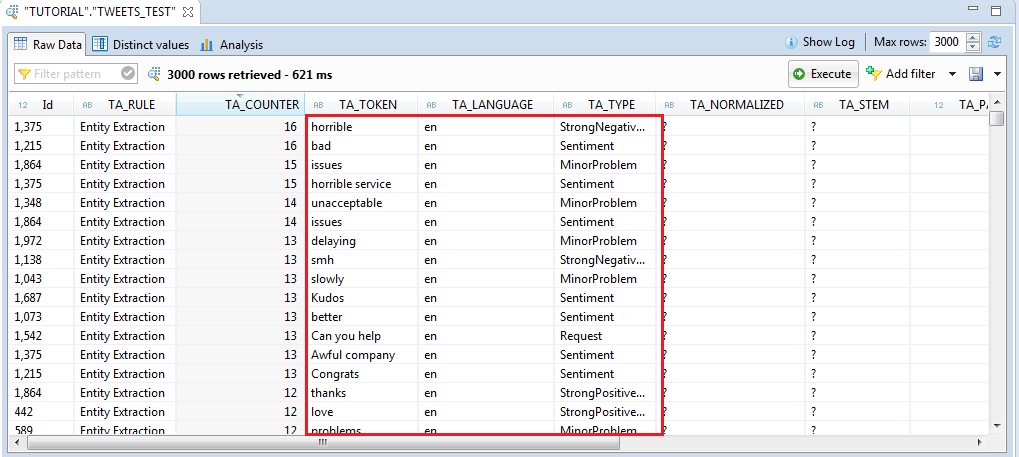 "TUTORIAL"."TWEETS_TEST"
Raw Data Distinct values Analysis Show Log Max rows: 3000
Filter pattern 3000 rows retrieved - 621 ms Execute Add filter
12 Id AB TA_RULE 12 TA_COUNTER AB TA_TOKEN AB TA_LANGUAGE AB TA_TYPE AB TA_NORMALIZED AB TA_STEM 12 TA_PA
1,375 Entity Extraction 16 horrible en StrongNegativ... ? ?
1,215 Entity Extraction 16 bad en Sentiment ? ?
1,864 Entity Extraction 15 issues en MinorProblem ? ?
1,375 Entity Extraction 15 horrible service en Sentiment ? ?
1,348 Entity Extraction 14 unacceptable en MinorProblem ? ?
1,864 Entity Extraction 14 issues en Sentiment ? ?
1,972 Entity Extraction 13 delaying en MinorProblem ? ?
1,138 Entity Extraction 13 smh en StrongNegativ... ? ?
1,043 Entity Extraction 13 slowly en MinorProblem ? ?
1,687 Entity Extraction 13 Kudos en Sentiment ? ?
1,073 Entity Extraction 13 better en Sentiment ? ?
1,542 Entity Extraction 13 Can you help en Request ? ?
1,375 Entity Extraction 13 Awful company en Sentiment ? ?
1,215 Entity Extraction 13 Congrats en Sentiment ? ?
1,864 Entity Extraction 12 thanks en StrongPositive... ? ?
442 Entity Extraction 12 love en StrongPositive... ? ?
589 Entity Extraction 12 problems en MinorProblem ? ?